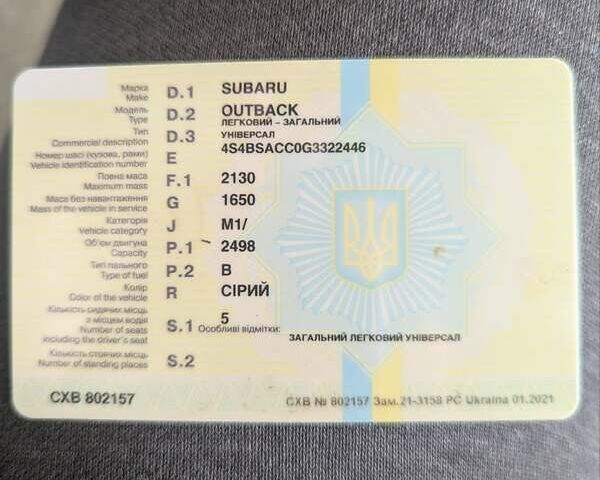 Марка D.1 SUBARU
Make
Модель D.2 OUTBACK
Type ЛЕГКОВИЙ – ЗАГАЛЬНИЙ
Тип D.3 УНІВЕРСАЛ
Commercial description 4S4BSACC0G3322446
Номер шасі (кузова, рами) E
Vehicle identification number
Повна маса F.1 2130
Maximum mass
Маса без навантаження G 1650
Mass of the vehicle in service
Категорія J M1/
Vehicle category
Об'єм двигуна P.1 2498
Capacity
Тип пального P.2 B
Type of fuel
Колір R СІРИЙ
Color of the vehicle
Кількість сидячих місць 5
з місцем водія S.1 Особливі відмітки:
Number of seats ЗАГАЛЬНИЙ ЛЕГКОВИЙ УНІВЕРСАЛ
including the driver's seat
Кількість стоячих місць S.2
Number of standing places
СХВ 802157 СХВ № 802157 Зам.21-3158 РС Ukraina 01.2021